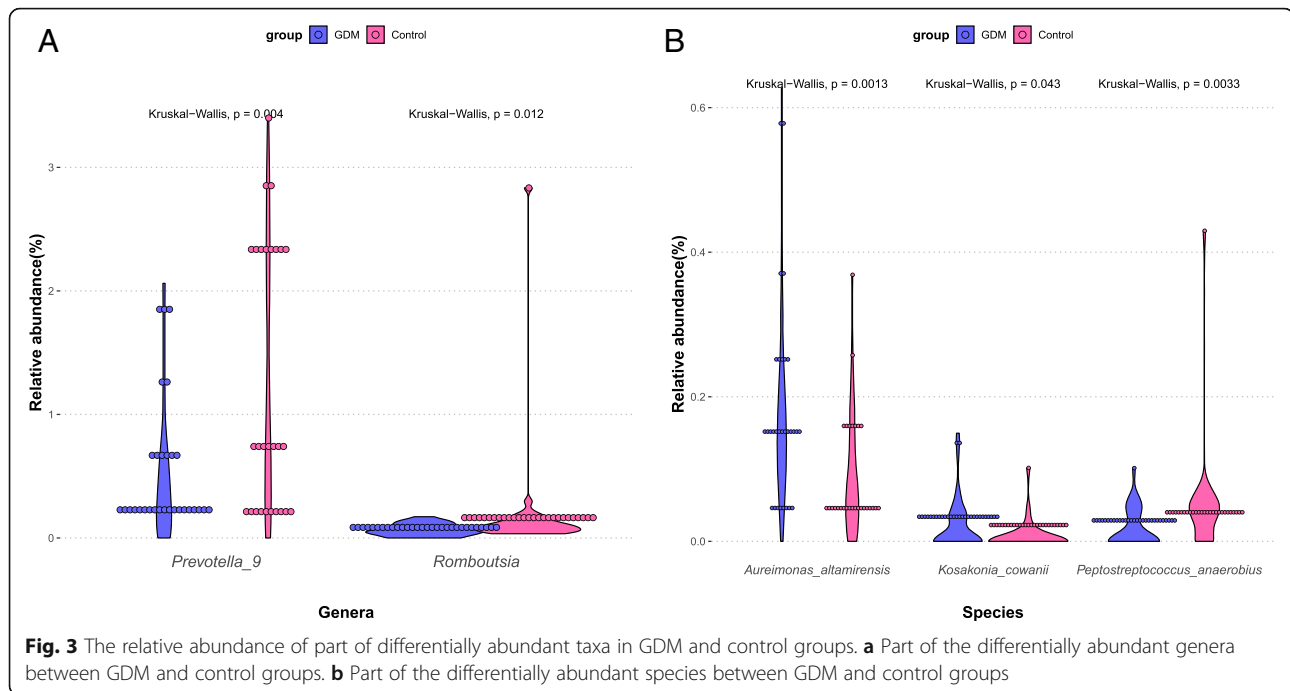 A
group GDM Control
Kruskal−Wallis, p = 0.004
Kruskal−Wallis, p = 0.012
3
2
1
0
Relative abundance(%)
Prevotella_9
Romboutsia
Genera
B
group GDM Control
Kruskal−Wallis, p = 0.0013
Kruskal−Wallis, p = 0.043
Kruskal−Wallis, p = 0.0033
0.6
0.4
0.2
0.0
Relative abundance(%)
Aureimonas_altamirensis
Kosakonia_cowanii
Peptostreptococcus_anaerobius
Species
Fig. 3 The relative abundance of part of differentially abundant taxa in GDM and control groups. a Part of the differentially abundant genera
between GDM and control groups. b Part of the differentially abundant species between GDM and control groups